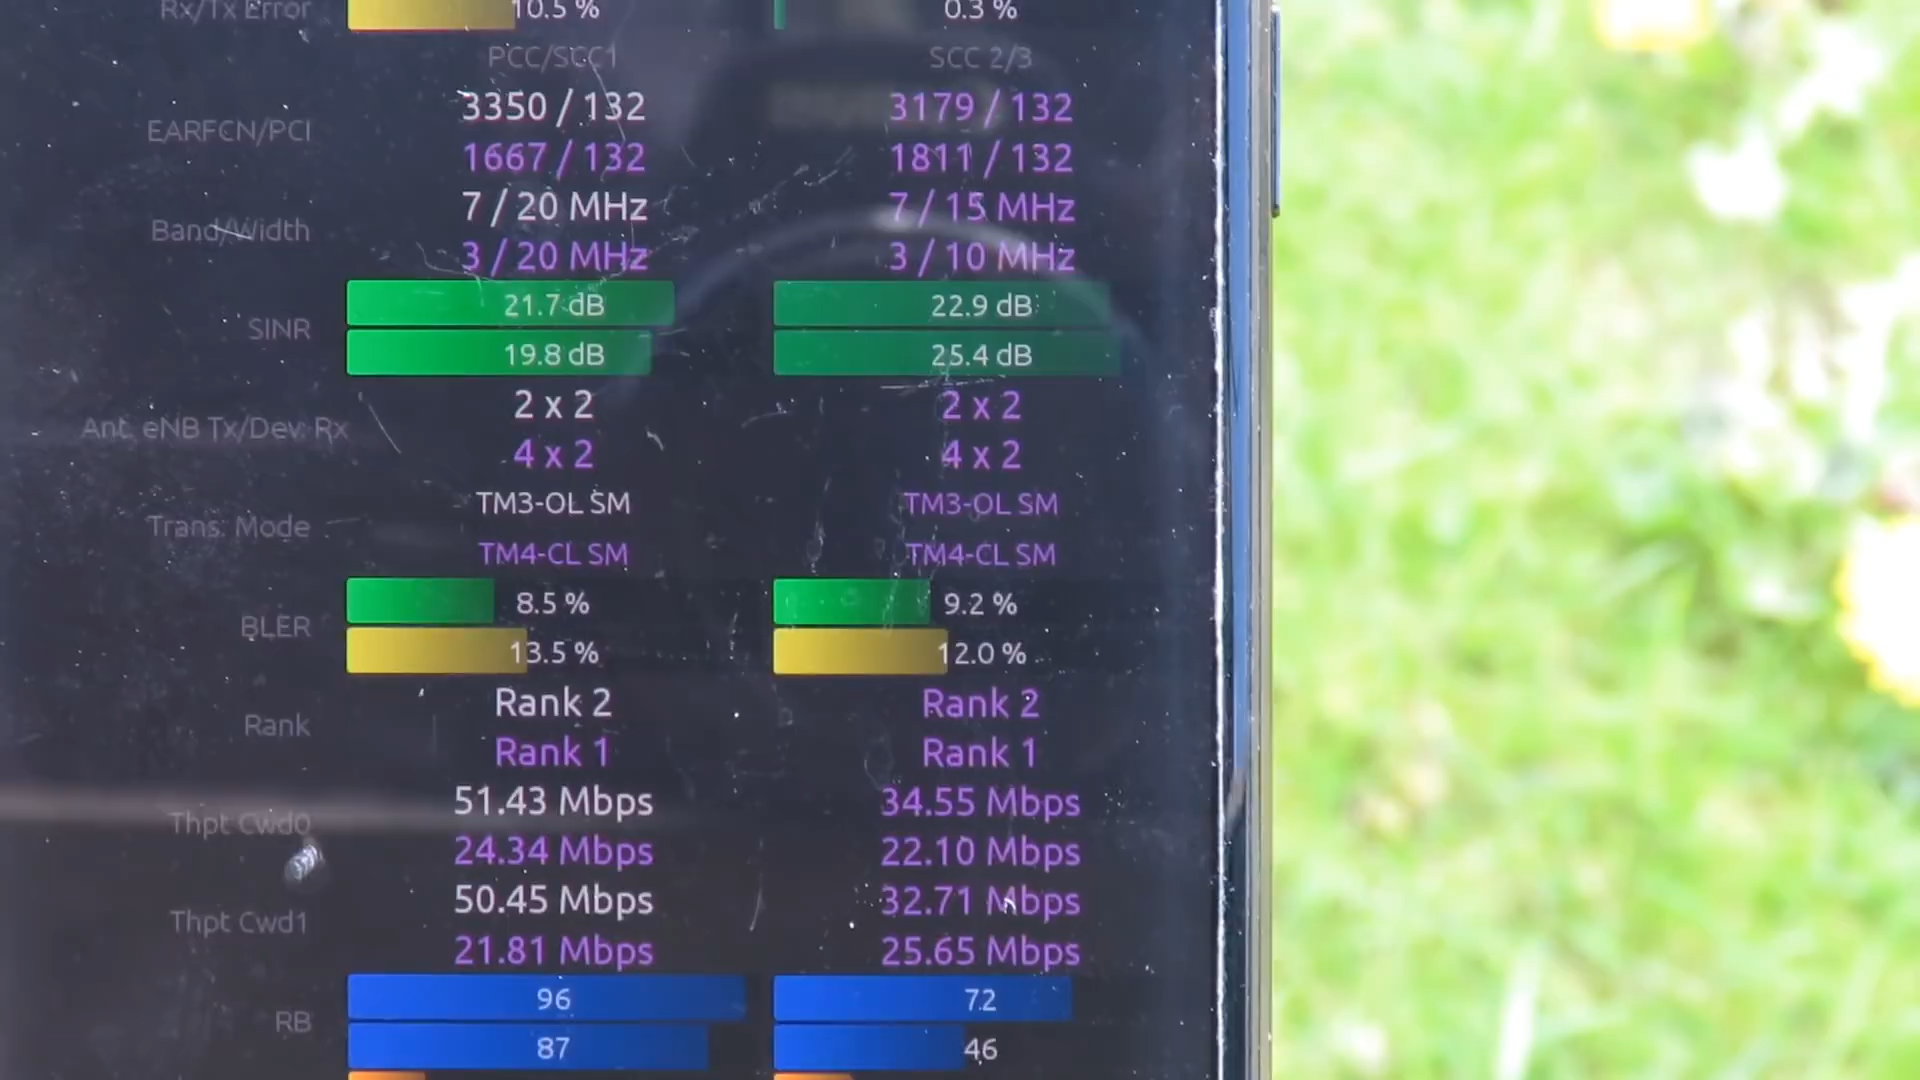 Rx/Tx Error 10.5 % 0.3 %
PCC/SCC1 SCC 2/3
EARFCN/PCI
3350 / 132 3179 / 132
1667 / 132 1811 / 132
Band/Width
7 / 20 MHz 7 / 15 MHz
3 / 20 MHz 3 / 10 MHz
SINR
21.7 dB 22.9 dB
19.8 dB 25.4 dB
Ant. eNB Tx/Dev. Rx
2 x 2 2 x 2
4 x 2 4 x 2
Trans. Mode
TM3-OL SM TM3-OL SM
TM4-CL SM TM4-CL SM
BLER
8.5 % 9.2 %
13.5 % 12.0 %
Rank
Rank 2 Rank 2
Rank 1 Rank 1
Thpt Cwd0
51.43 Mbps 34.55 Mbps
24.34 Mbps 22.10 Mbps
Thpt Cwd1
50.45 Mbps 32.71 Mbps
21.81 Mbps 25.65 Mbps
RB
96 72
87 46